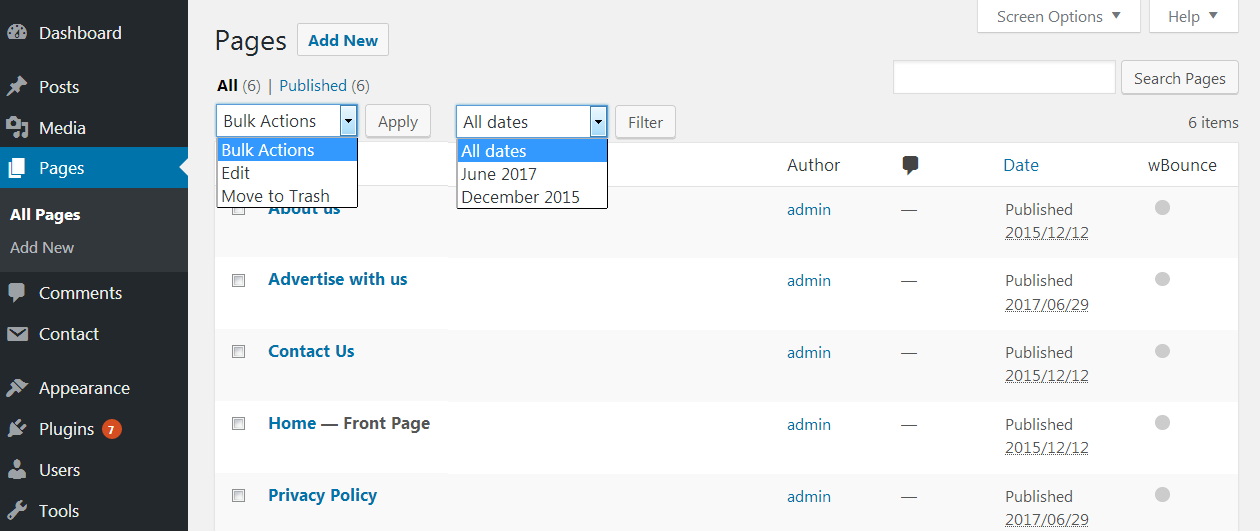 Dashboard
Posts
Media
Pages
All Pages
Add New
Comments
Contact
Appearance
Plugins 7
Users
Tools
Screen Options
Help
Pages Add New
All (6) | Published (6)
Search Pages
Bulk Actions Apply All dates Filter 6 items
Bulk Actions
Edit
Move to Trash
All dates
June 2017
December 2015
Author Date wBounce
About us admin — Published
2015/12/12
Advertise with us admin — Published
2017/06/29
Contact Us admin — Published
2015/12/12
Home — Front Page admin — Published
2015/12/12
Privacy Policy admin — Published
2017/06/29